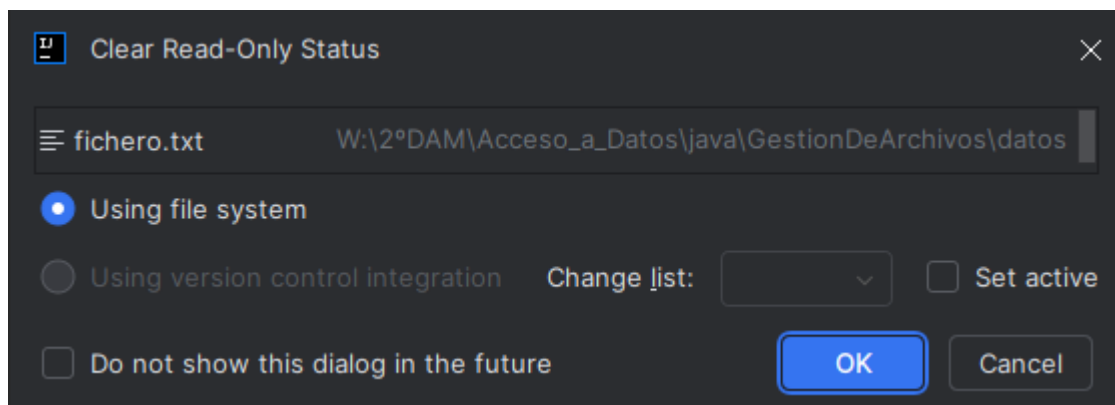 IJ
Clear Read-Only Status
fichero.txt W:\2ºDAM\Acceso_a_Datos\java\GestionDeArchivos\datos
Using file system
Using version control integration Change list: Set active
Do not show this dialog in the future OK Cancel